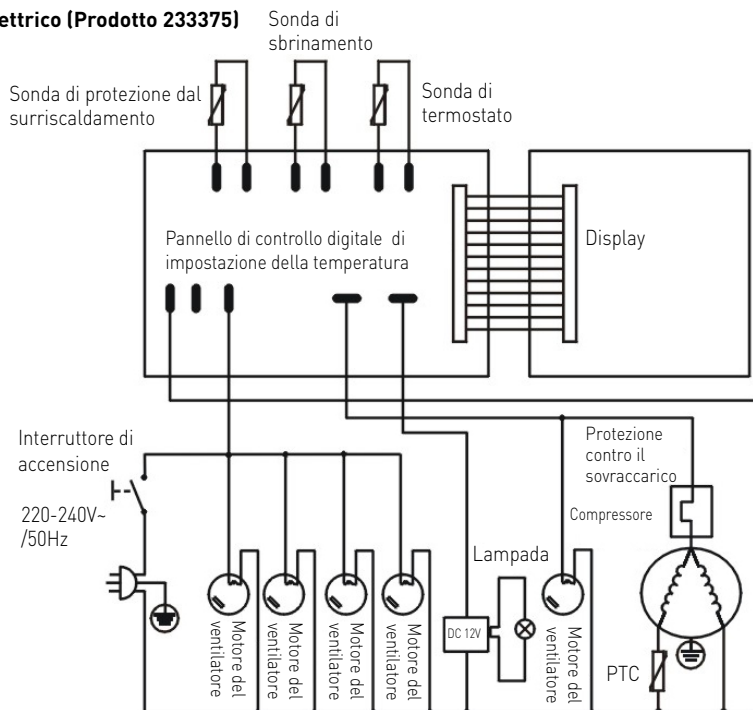 ettrico (Prodotto 233375)
Sonda di
sbrinamento
Sonda di protezione dal
surriscaldamento
Sonda di
termostato
Pannello di controllo digitale di
impostazione della temperatura
Display
Interruttore di
accensione
220-240V~
/50Hz
Protezione
contro il
sovraccarico
Compressore
Lampada
Motore del
ventilatore
Motore del
ventilatore
Motore del
ventilatore
Motore del
ventilatore
DC 12V
Motore del
ventilatore
PTC